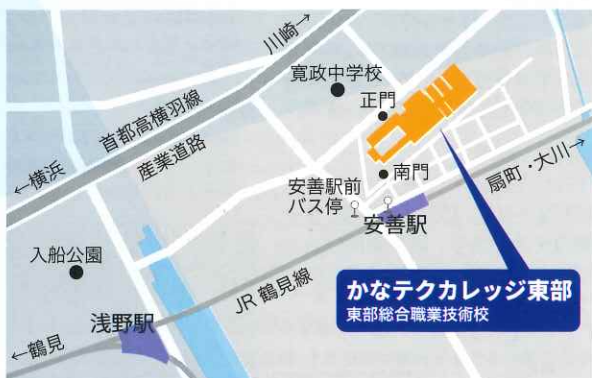 川崎→
寛政中学校
正門
首都高横羽線
産業道路
←横浜
南門
扇町・大川→
安善駅前
バス停
安善駅
入船公園
かなテクカレッジ東部
東部総合職業技術校
JR 鶴見線
浅野駅
←鶴見